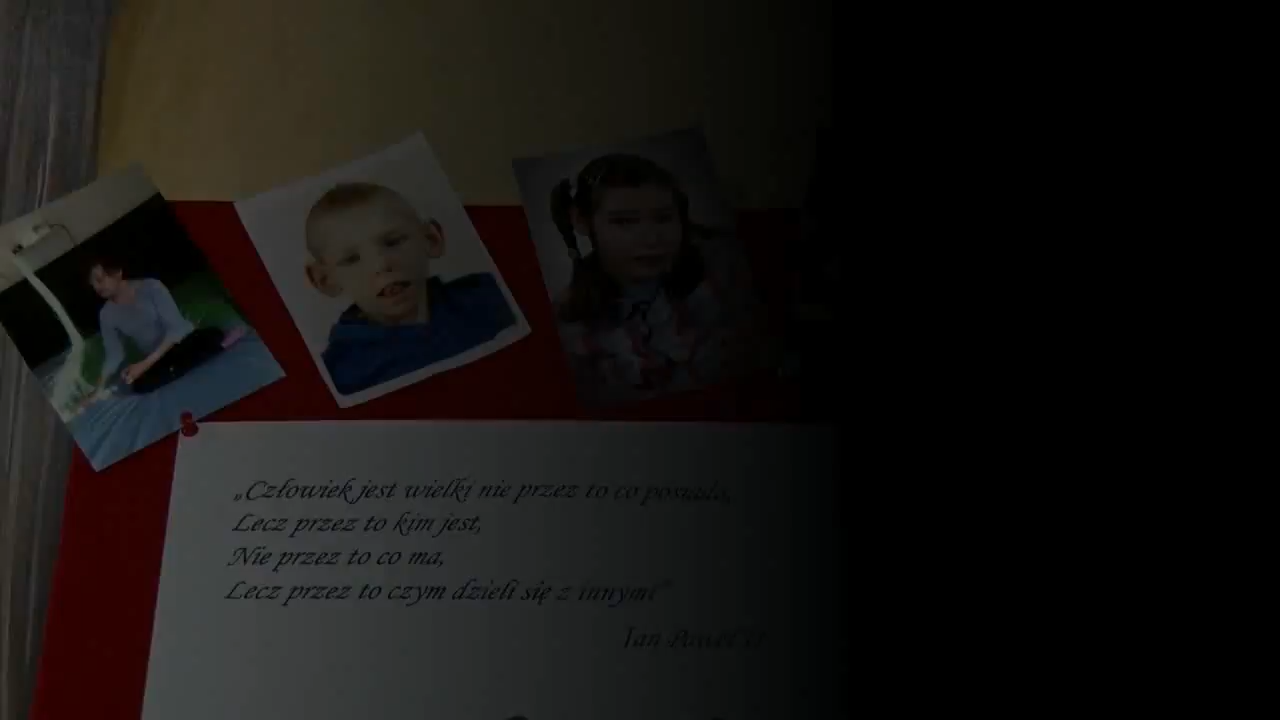 „Człowiek jest wielki nie przez to co posiada,
Lecz przez to kim jest,
Nie przez to co ma,
Lecz przez to czym dzieli się z innymi”
Jan Paweł II